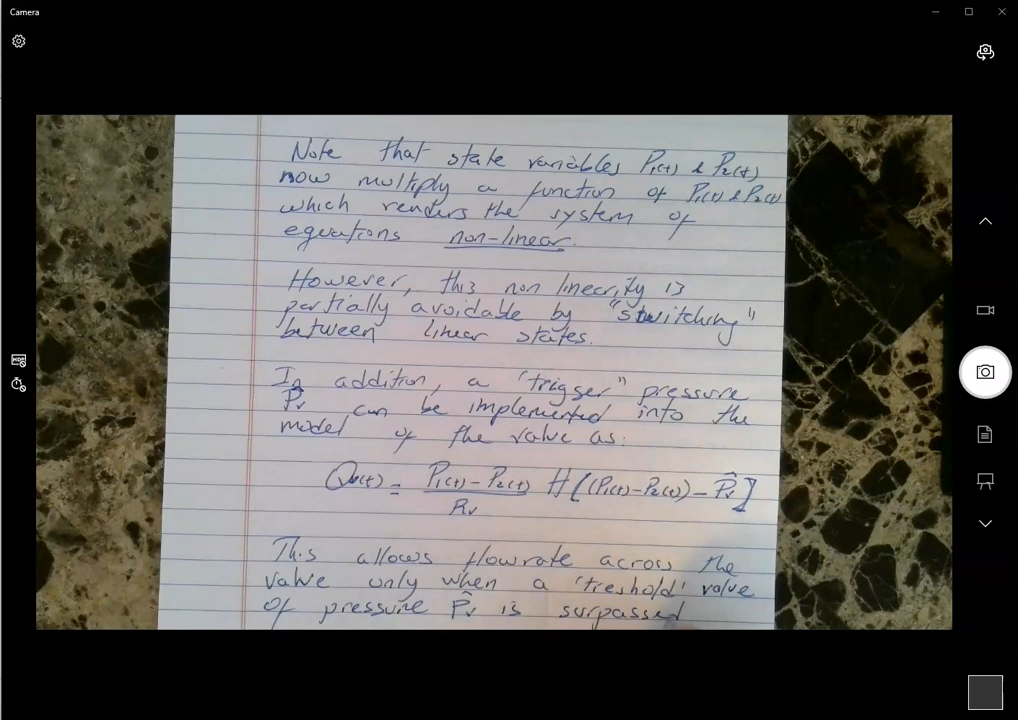 Camera
Note that state variables P₁(t) & P₂(t)
now multiply a function of P₁(t) & P₂(t)
which renders the system of
equations non-linear.
However, this non linecrity is
partially avoidable by "switching"
between linear states.
In addition, a "trigger" pressure
P̂v can be implemented into the
model of the value as:
Qv(t) = P₁(t) - P₂(t) / Rv H[(P₁(t) - P₂(t)) - P̂v]
This allows flowrate across the
valve only when a 'treshold' value
of pressure P̂v is surpassed